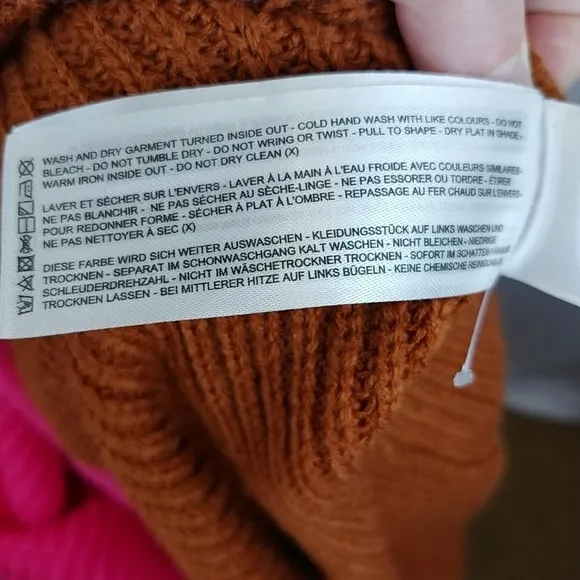 WASH AND DRY GARMENT TURNED INSIDE OUT - COLD HAND WASH WITH LIKE COLOURS - DO NOT
BLEACH - DO NOT TUMBLE DRY - DO NOT WRING OR TWIST - PULL TO SHAPE - DRY FLAT IN SHADE -
WARM IRON INSIDE OUT - DO NOT DRY CLEAN (X)
LAVER ET SÉCHER SUR L'ENVERS - LAVER À LA MAIN À L'EAU FROIDE AVEC COULEURS SIMILAIRES -
NE PAS BLANCHIR - NE PAS SÉCHER AU SÈCHE-LINGE - NE PAS ESSORER OU TORDRE - ÉTIRER
POUR REDONNER FORME - SÉCHER À PLAT À L'OMBRE - REPASSAGE AU FER CHAUD SUR L'ENVERS -
NE PAS NETTOYER À SEC (X)
DIESE FARBE WIRD SICH WEITER AUSWASCHEN - KLEIDUNGSSTÜCK AUF LINKS WASCHEN UND
TROCKNEN - SEPARAT IM SCHONWASCHGANG KALT WASCHEN - NICHT BLEICHEN - NIEDRIGE
SCHLEUDERDREHZAHL - NICHT IM WÄSCHETROCKNER TROCKNEN - SOFORT IM SCHATTEN
TROCKNEN LASSEN - BEI MITTLERER HITZE AUF LINKS BÜGELN - KEINE CHEMISCHE REINIGUNG